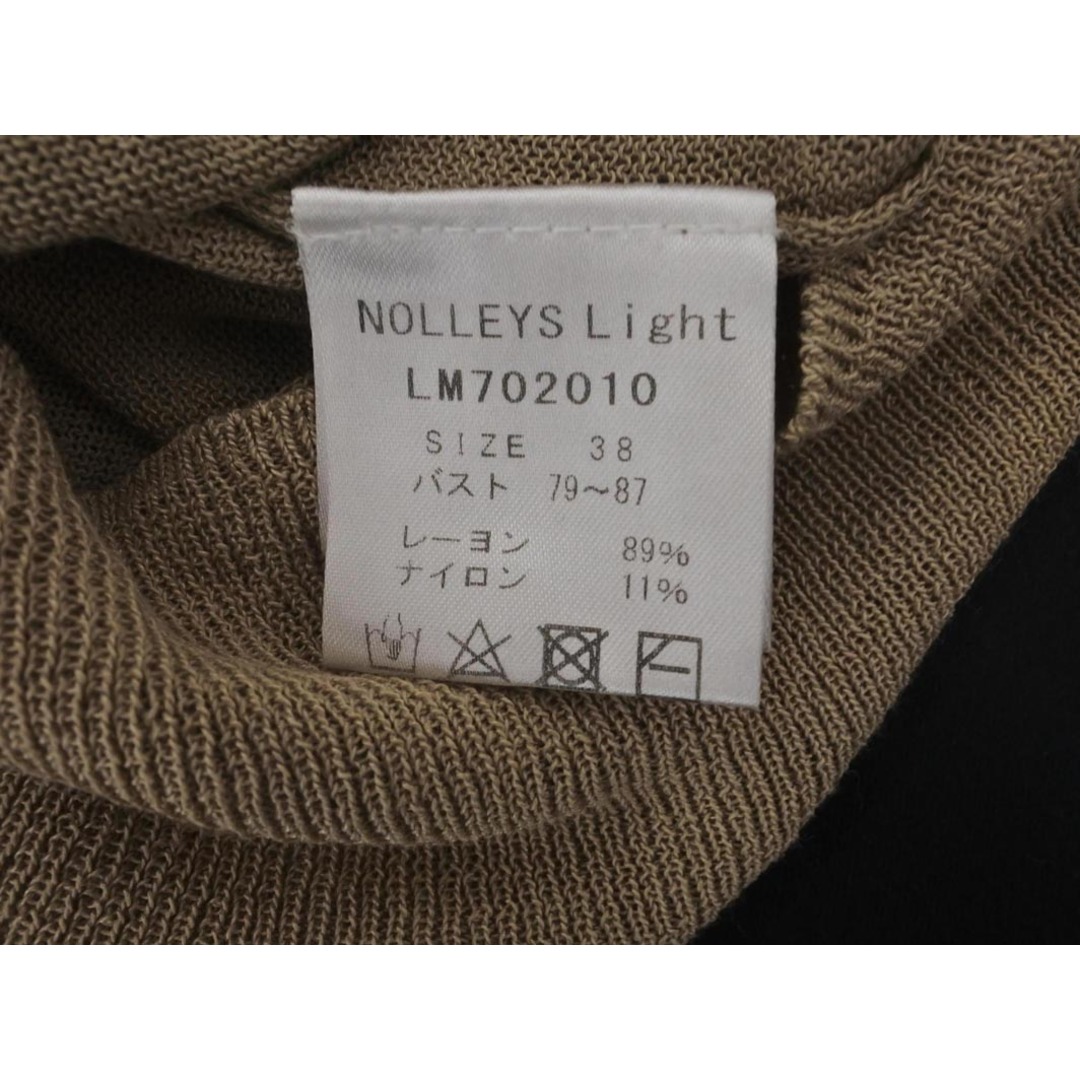 NOLLEYS Light
LM702010
SIZE 38
バスト 79～87
レーヨン 89%
ナイロン 11%